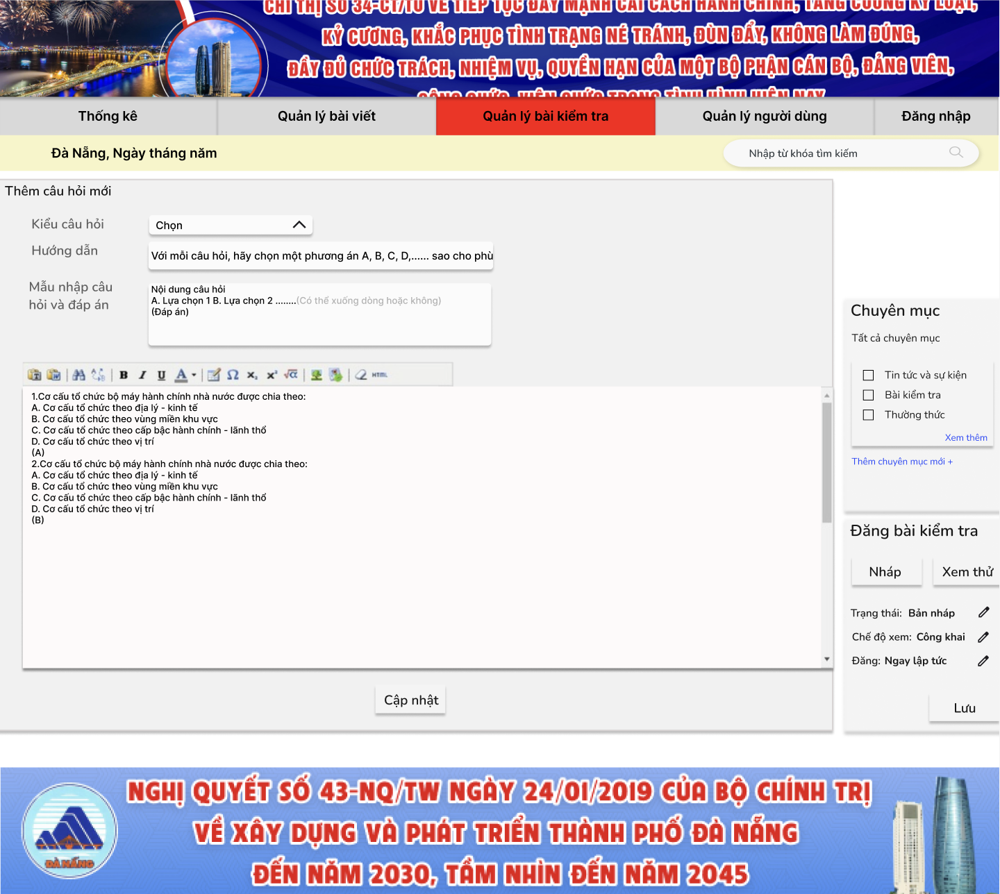 CHỈ THỊ SỐ 34-CT/TU VỀ TIẾP TỤC ĐẨY MẠNH CẢI CÁCH HÀNH CHÍNH, TĂNG CƯỜNG KỶ LUẬT,
KỶ CƯƠNG, KHẮC PHỤC TÌNH TRẠNG NÉ TRÁNH, ĐÙN ĐẨY, KHÔNG LÀM ĐÚNG,
ĐẦY ĐỦ CHỨC TRÁCH, NHIỆM VỤ, QUYỀN HẠN CỦA MỘT BỘ PHẬN CÁN BỘ, ĐẢNG VIÊN,
CÔNG CHỨC, VIÊN CHỨC TRONG TÌNH HÌNH HIỆN NAY
Thống kê
Quản lý bài viết
Quản lý bài kiểm tra
Quản lý người dùng
Đăng nhập
Đà Nẵng, Ngày tháng năm
Nhập từ khóa tìm kiếm
Thêm câu hỏi mới
Kiểu câu hỏi
Chọn
Hướng dẫn
Với mỗi câu hỏi, hãy chọn một phương án A, B, C, D,...... sao cho phù
Mẫu nhập câu
hỏi và đáp án
Nội dung câu hỏi
A. Lựa chọn 1 B. Lựa chọn 2 ........(Có thể xuống dòng hoặc không)
(Đáp án)
B I U A Ω x₂ x² √α HTML
1.Cơ cấu tổ chức bộ máy hành chính nhà nước được chia theo:
A. Cơ cấu tổ chức theo địa lý - kinh tế
B. Cơ cấu tổ chức theo vùng miền khu vực
C. Cơ cấu tổ chức theo cấp bậc hành chính - lãnh thổ
D. Cơ cấu tổ chức theo vị trí
(A)
2.Cơ cấu tổ chức bộ máy hành chính nhà nước được chia theo:
A. Cơ cấu tổ chức theo địa lý - kinh tế
B. Cơ cấu tổ chức theo vùng miền khu vực
C. Cơ cấu tổ chức theo cấp bậc hành chính - lãnh thổ
D. Cơ cấu tổ chức theo vị trí
(B)
Cập nhật
Chuyên mục
Tất cả chuyên mục
Tin tức và sự kiện
Bài kiểm tra
Thường thức
Xem thêm
Thêm chuyên mục mới +
Đăng bài kiểm tra
Nháp
Xem thử
Trạng thái: Bản nháp
Chế độ xem: Công khai
Đăng: Ngay lập tức
Lưu
NGHỊ QUYẾT SỐ 43-NQ/TW NGÀY 24/01/2019 CỦA BỘ CHÍNH TRỊ
VỀ XÂY DỰNG VÀ PHÁT TRIỂN THÀNH PHỐ ĐÀ NẴNG
ĐẾN NĂM 2030, TẦM NHÌN ĐẾN NĂM 2045
ĐÀ NẴNG